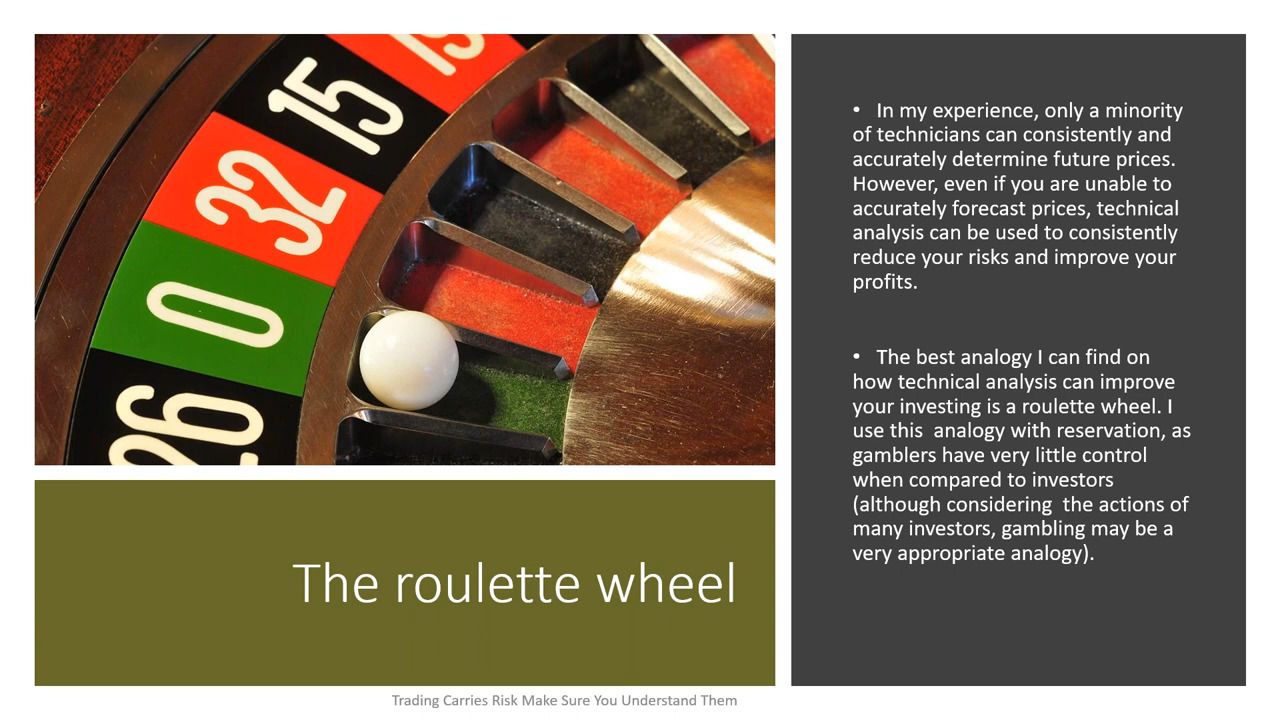 15
32
0
26
The roulette wheel
• In my experience, only a minority
of technicians can consistently and
accurately determine future prices.
However, even if you are unable to
accurately forecast prices, technical
analysis can be used to consistently
reduce your risks and improve your
profits.
• The best analogy I can find on
how technical analysis can improve
your investing is a roulette wheel. I
use this  analogy with reservation, as
gamblers have very little control
when compared to investors
(although considering  the actions of
many investors, gambling may be a
very appropriate analogy).
Trading Carries Risk Make Sure You Understand Them